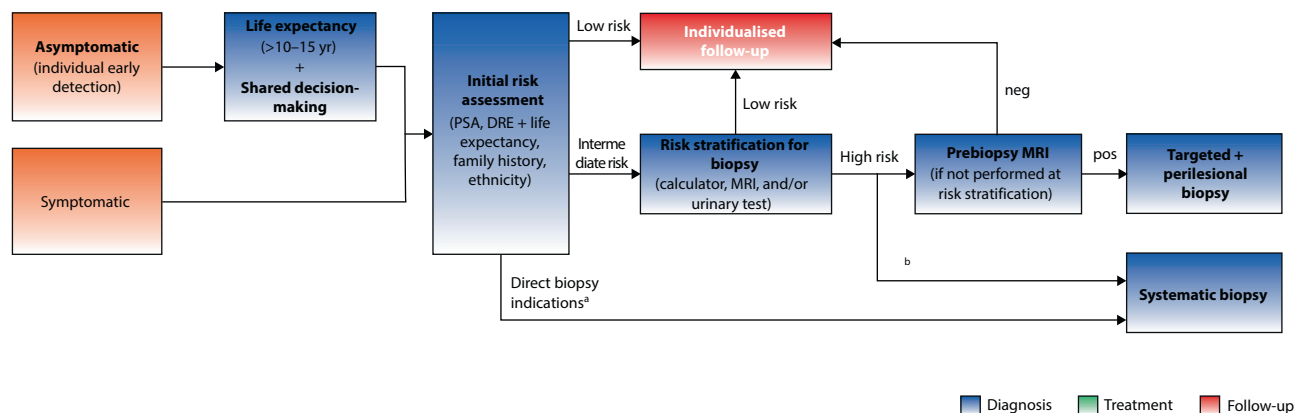 Asymptomatic
(individual early
detection)
Symptomatic
Life expectancy
(>10–15 yr)
+
Shared decision-
making
Initial risk
assessment
(PSA, DRE + life
expectancy,
family history,
ethnicity)
Low risk
Individualised
follow-up
Interme
diate risk
Low risk
Risk stratification for
biopsy
(calculator, MRI, and/or
urinary test)
High risk
neg
Prebiopsy MRI
(if not performed at
risk stratification)
pos
Targeted +
perilesional
biopsy
b
Direct biopsy
indicationsa
Systematic biopsy
Diagnosis
Treatment
Follow-up